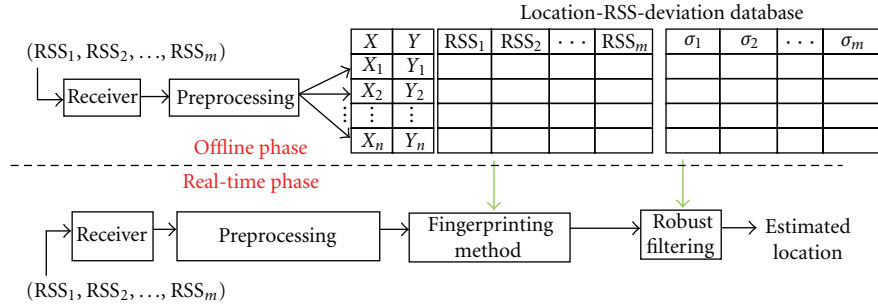 Location-RSS-deviation database
(RSS₁, RSS₂, ..., RSSₘ)
X Y RSS₁ RSS₂ ··· RSSₘ σ₁ σ₂ ··· σₘ
X₁ Y₁
Receiver Preprocessing X₂ Y₂
⋮ ⋮ ⋮ ⋮
Offline phase Xₙ Yₙ
Real-time phase
Receiver Preprocessing Fingerprinting method Robust filtering Estimated location
(RSS₁, RSS₂, ..., RSSₘ)